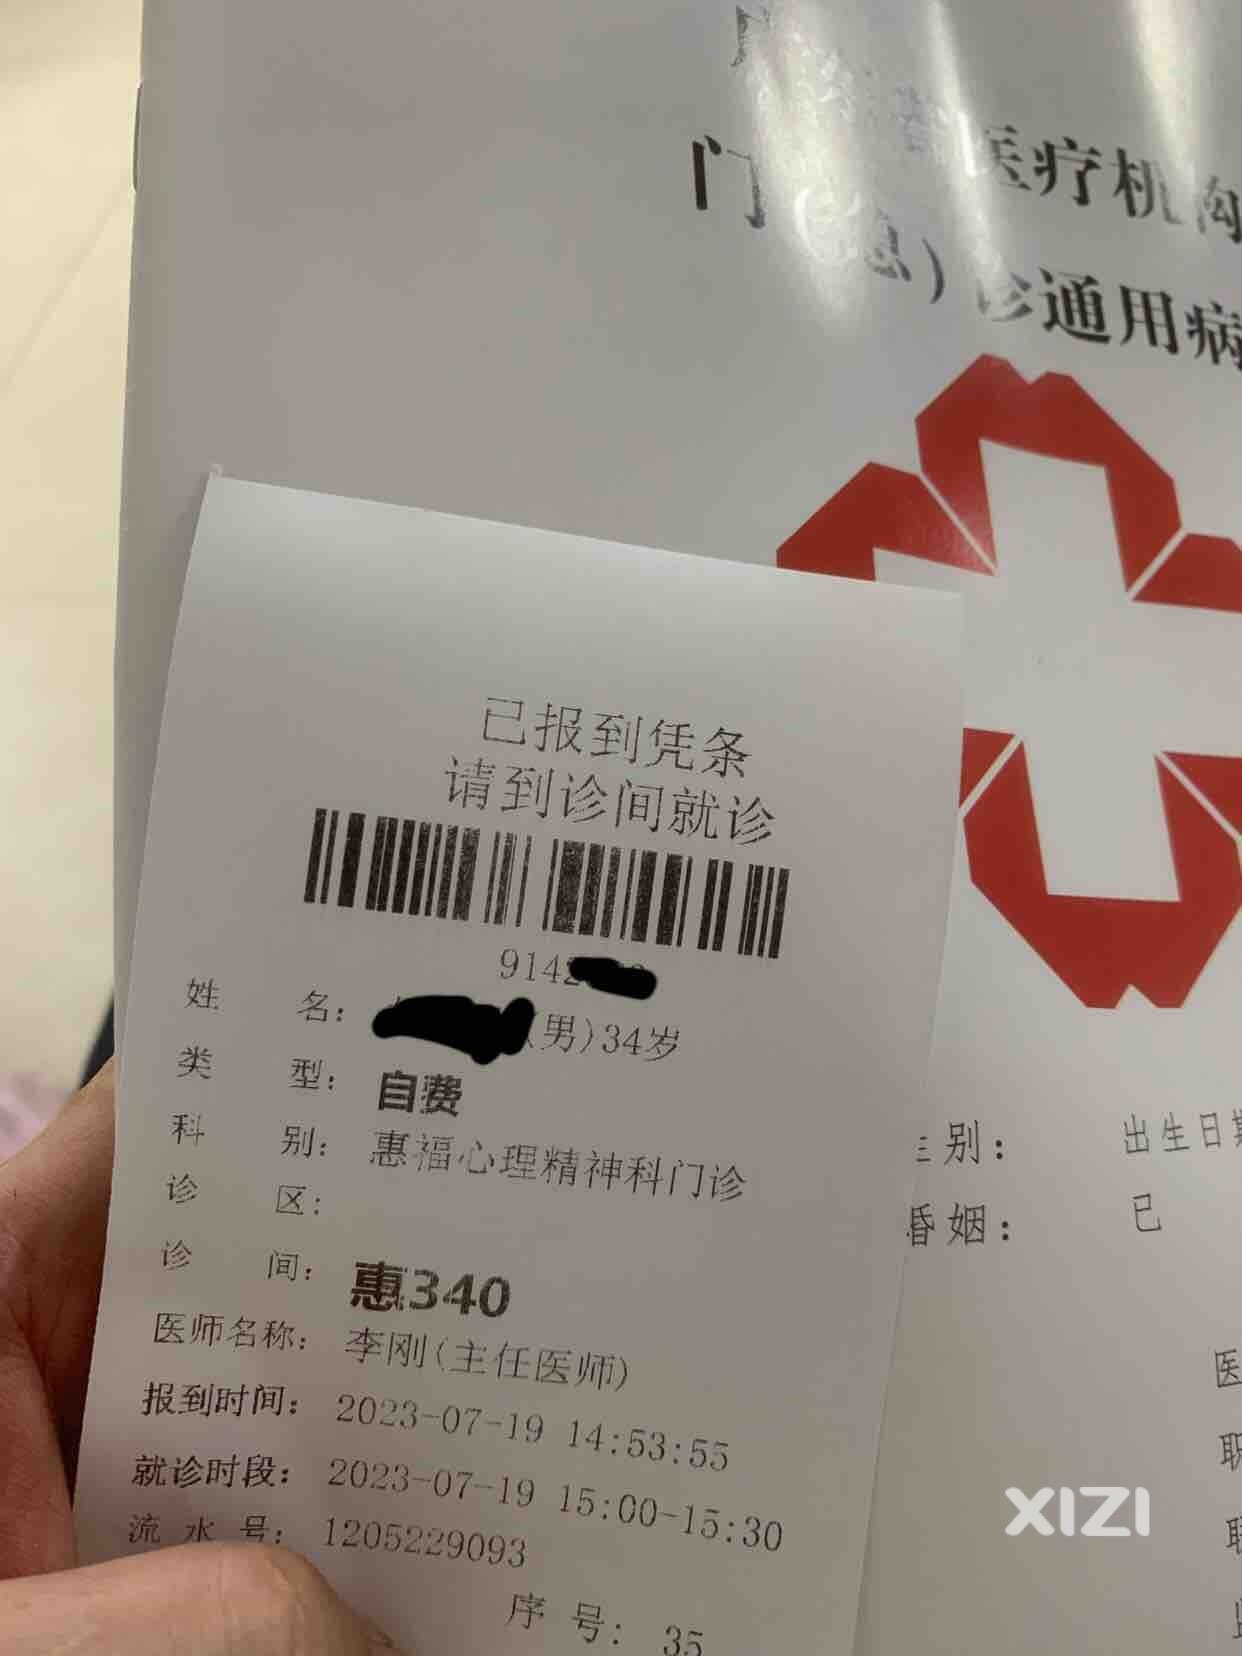 医疗机构
门(急)诊通用病
已报到凭条
请到诊间就诊
9142
姓名: (男)34岁
类型: 自费
科别: 惠福心理精神科门诊
诊区:
诊间: 惠340
医师名称: 李刚(主任医师)
报到时间: 2023-07-19 14:53:55
就诊时段: 2023-07-19 15:00-15:30
流水号: 1205229093
序号: 35
别: 出生日期
婚姻: 已
医
职
联
XIZI